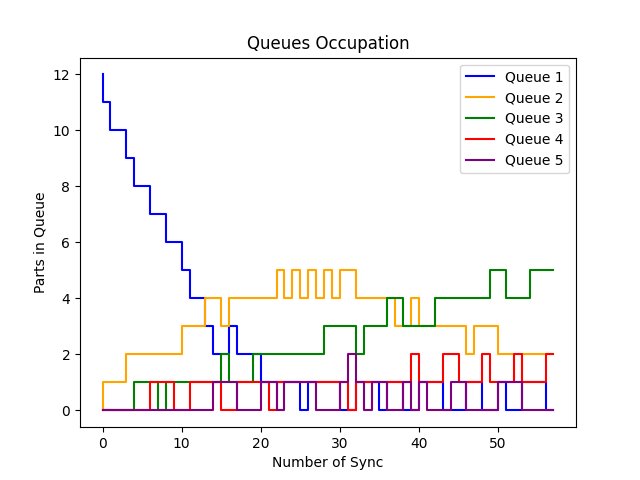 Queues Occupation
Queue 1
Queue 2
Queue 3
Queue 4
Queue 5
Parts in Queue
12
10
8
6
4
2
0
0 10 20 30 40 50
Number of Sync